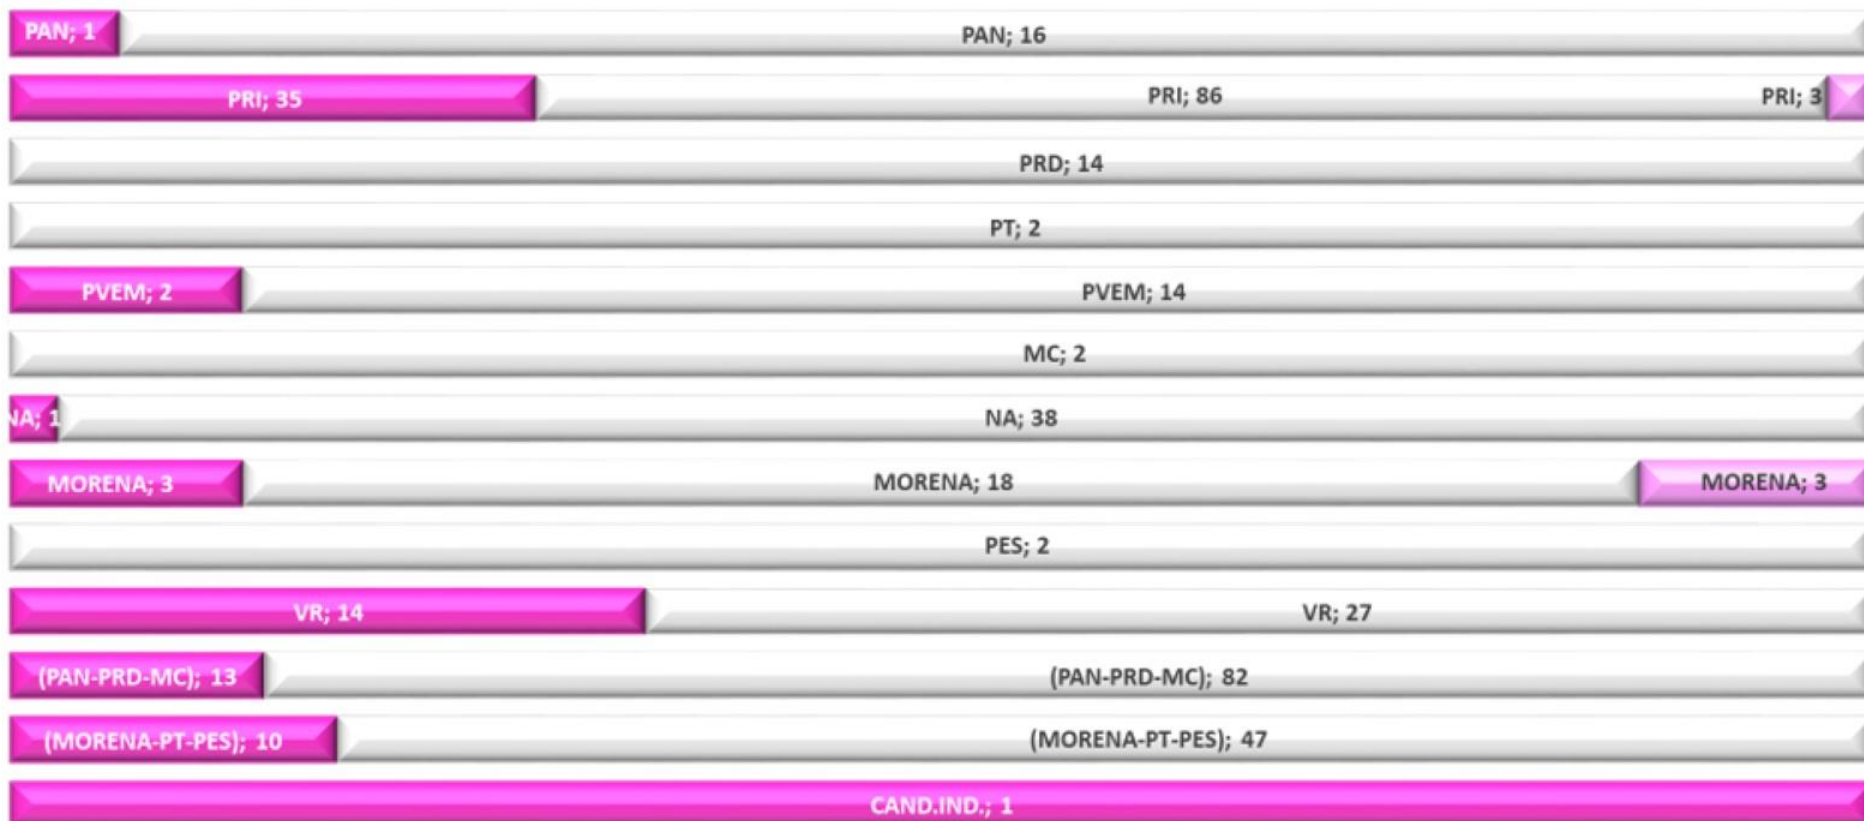 PAN; 1 PAN; 16
PRI; 35 PRI; 86 PRI; 3
PRD; 14
PT; 2
PVEM; 2 PVEM; 14
MC; 2
NA; 1 NA; 38
MORENA; 3 MORENA; 18 MORENA; 3
PES; 2
VR; 14 VR; 27
(PAN-PRD-MC); 13 (PAN-PRD-MC); 82
(MORENA-PT-PES); 10 (MORENA-PT-PES); 47
CAND.IND.; 1